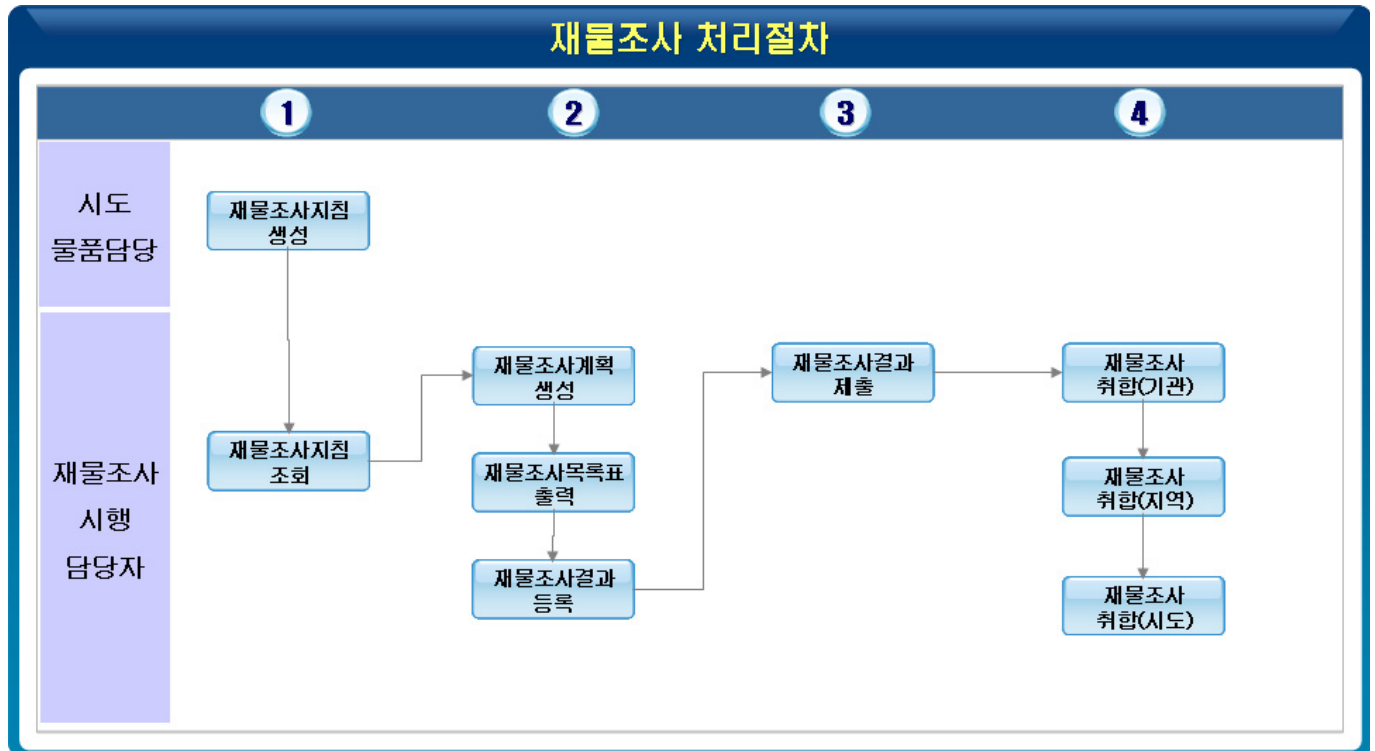 재물조사 처리절차
1 2 3 4
시도
물품담당
재물조사지침
생성
재물조사
시행
담당자
재물조사지침
조회
재물조사계획
생성
재물조사목록표
출력
재물조사결과
등록
재물조사결과
제출
재물조사
취합(기관)
재물조사
취합(지역)
재물조사
취합(시도)